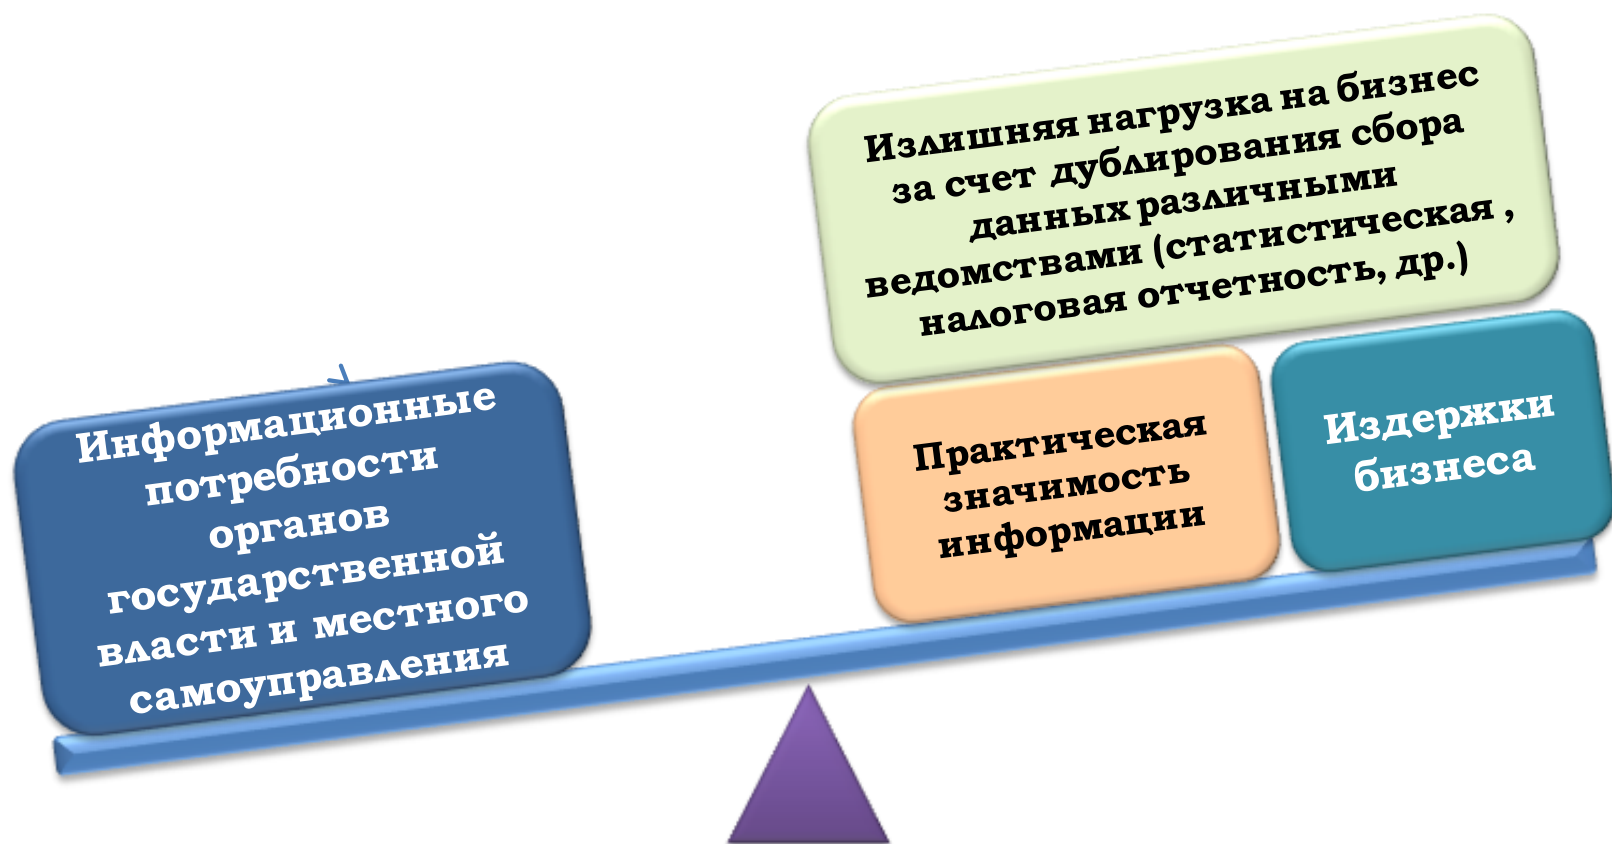 Информационные
потребности
органов
государственной
власти и местного
самоуправления
Излишняя нагрузка на бизнес
за счет дублирования сбора
данных различными
ведомствами (статистическая ,
налоговая отчетность, др.)
Практическая
значимость
информации
Издержки
бизнеса